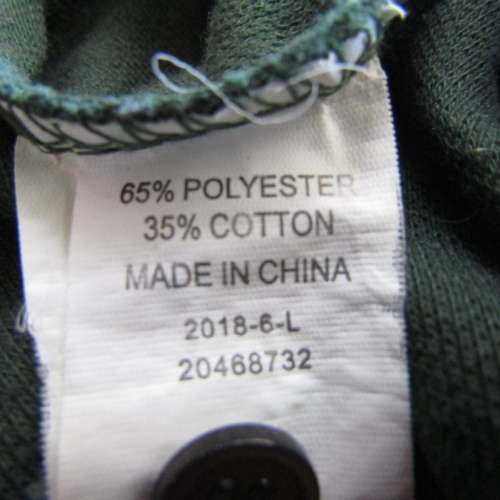 65% POLYESTER
35% COTTON
MADE IN CHINA
2018-6-L
20468732